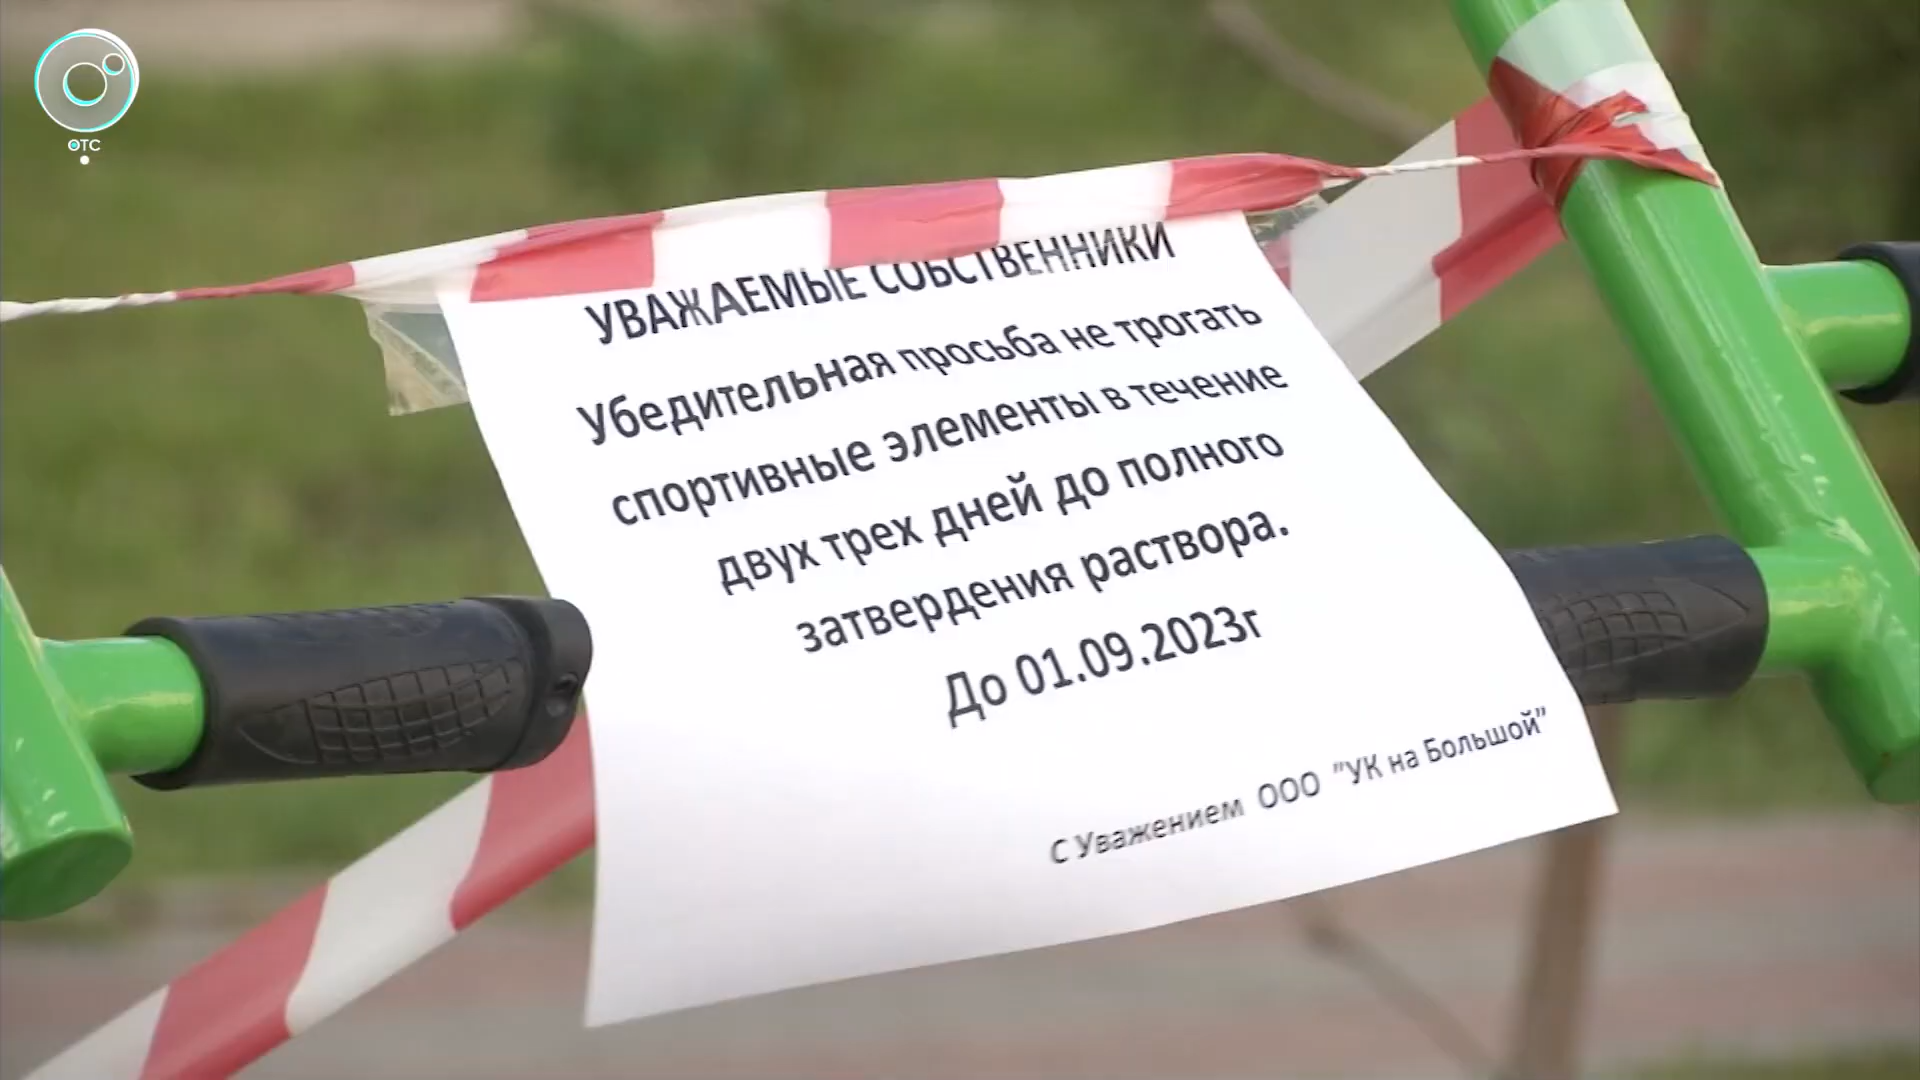 ОТС
УВАЖАЕМЫЕ СОБСТВЕННИКИ
Убедительная просьба не трогать
спортивные элементы в течение
двух трех дней до полного
затвердения раствора.
До 01.09.2023г
С Уважением ООО "УК на Большой"